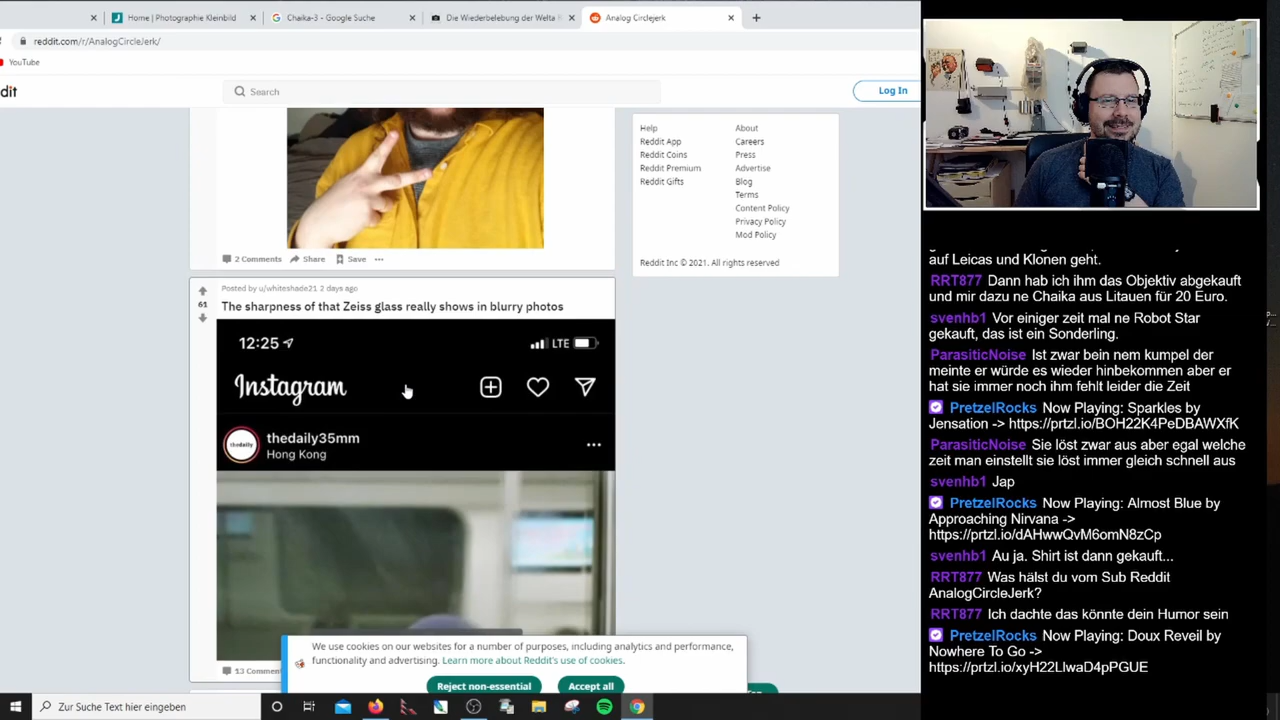 Home | Photographie Kleinbild
Chaika-3 - Google Suche
Die Wiederbelebung der Welta
Analog Circlejerk
reddit.com/r/AnalogCircleJerk/
YouTube
dit
Search
Log In
Help
About
Reddit App
Careers
Reddit Coins
Press
Reddit Premium
Advertise
Reddit Gifts
Blog
Terms
Content Policy
Privacy Policy
Mod Policy
Reddit Inc © 2021. All rights reserved
2 Comments
Share
Save
Posted by u/whiteshade21 2 days ago
61
The sharpness of that Zeiss glass really shows in blurry photos
12:25
LTE
Instagram
thedaily
thedaily35mm
Hong Kong
We use cookies on our websites for a number of purposes, including analytics and performance,
functionality and advertising. Learn more about Reddit's use of cookies.
13 Comments
Reject non-essential
Accept all
Zur Suche Text hier eingeben
auf Leicas und Klonen geht.
RRT877 Dann hab ich ihm das Objektiv abgekauft
und mir dazu ne Chaika aus Litauen für 20 Euro.
svenhb1 Vor einiger zeit mal ne Robot Star
gekauft, das ist ein Sonderling.
ParasiticNoise Ist zwar bein nem kumpel der
meinte er würde es wieder hinbekommen aber er
hat sie immer noch ihm fehlt leider die Zeit
PretzelRocks Now Playing: Sparkles by
Jensation -> https://prtzl.io/BOH22K4PeDBAWXfK
ParasiticNoise Sie löst zwar aus aber egal welche
zeit man einstellt sie löst immer gleich schnell aus
svenhb1 Jap
PretzelRocks Now Playing: Almost Blue by
Approaching Nirvana ->
https://prtzl.io/dAHwwQvM6omN8zCp
svenhb1 Au ja. Shirt ist dann gekauft...
RRT877 Was hälst du vom Sub Reddit
AnalogCircleJerk?
RRT877 Ich dachte das könnte dein Humor sein
PretzelRocks Now Playing: Doux Reveil by
Nowhere To Go ->
https://prtzl.io/xyH22LlwaD4pPGUE